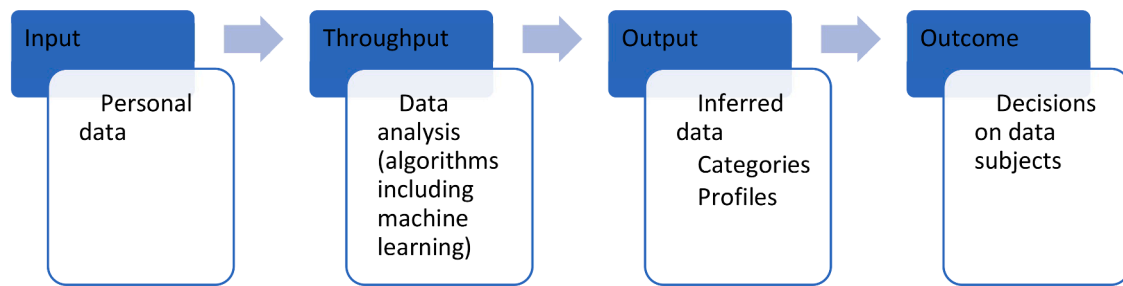 Input
Personal
data
Throughput
Data
analysis
(algorithms
including
machine
learning)
Output
Inferred
data
Categories
Profiles
Outcome
Decisions
on data
subjects